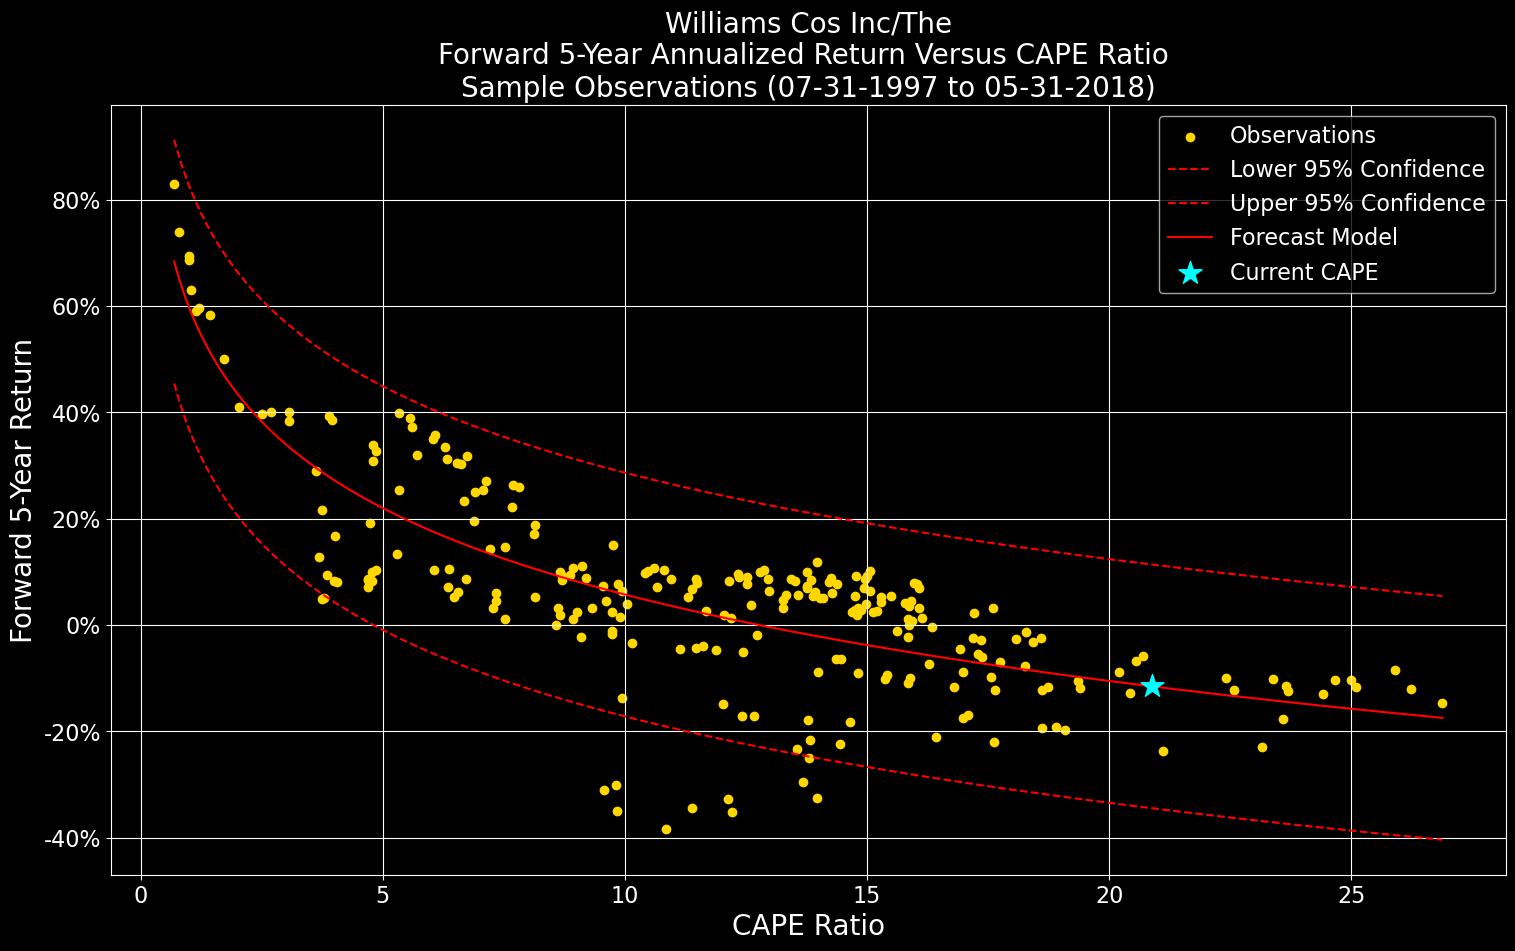 Williams Cos Inc/The
Forward 5-Year Annualized Return Versus CAPE Ratio
Sample Observations (07-31-1997 to 05-31-2018)
Observations
Lower 95% Confidence
Upper 95% Confidence
Forecast Model
Current CAPE
Forward 5-Year Return
80%
60%
40%
20%
0%
-20%
-40%
0 5 10 15 20 25
CAPE Ratio